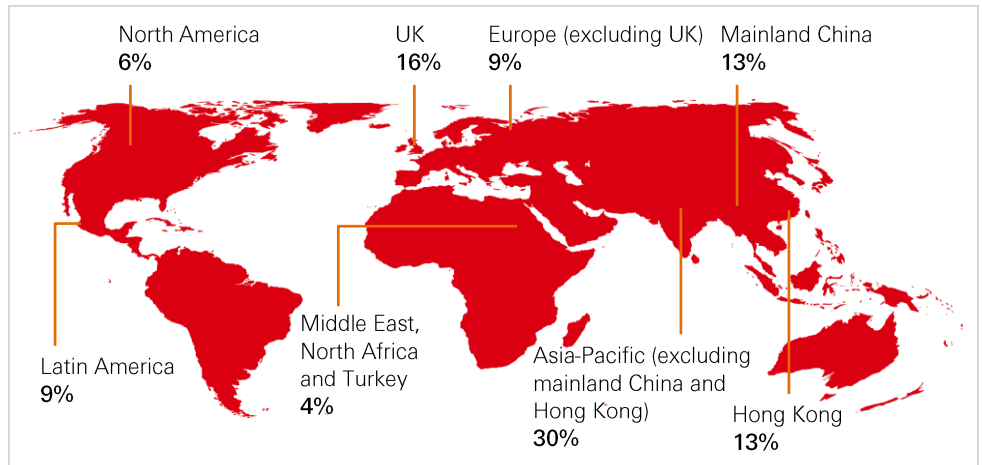 North America
6%
UK
16%
Europe (excluding UK)
9%
Mainland China
13%
Latin America
9%
Middle East,
North Africa
and Turkey
4%
Asia-Pacific (excluding
mainland China and
Hong Kong)
30%
Hong Kong
13%